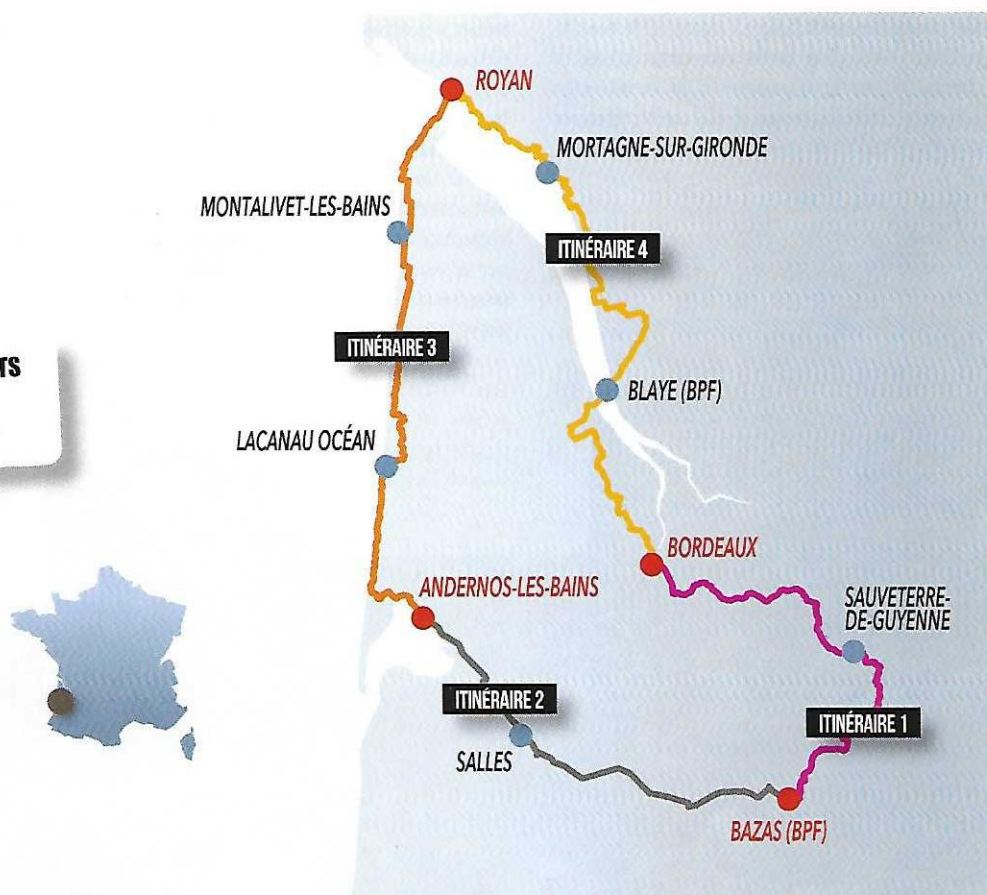 ROYAN
MORTAGNE-SUR-GIRONDE
MONTALIVET-LES-BAINS
ITINÉRAIRE 4
ITINÉRAIRE 3
BLAYE (BPF)
LACANAU OCÉAN
BORDEAUX
ANDERNOS-LES-BAINS
SAUVETERRE-
DE-GUYENNE
ITINÉRAIRE 2
ITINÉRAIRE 1
SALLES
BAZAS (BPF)